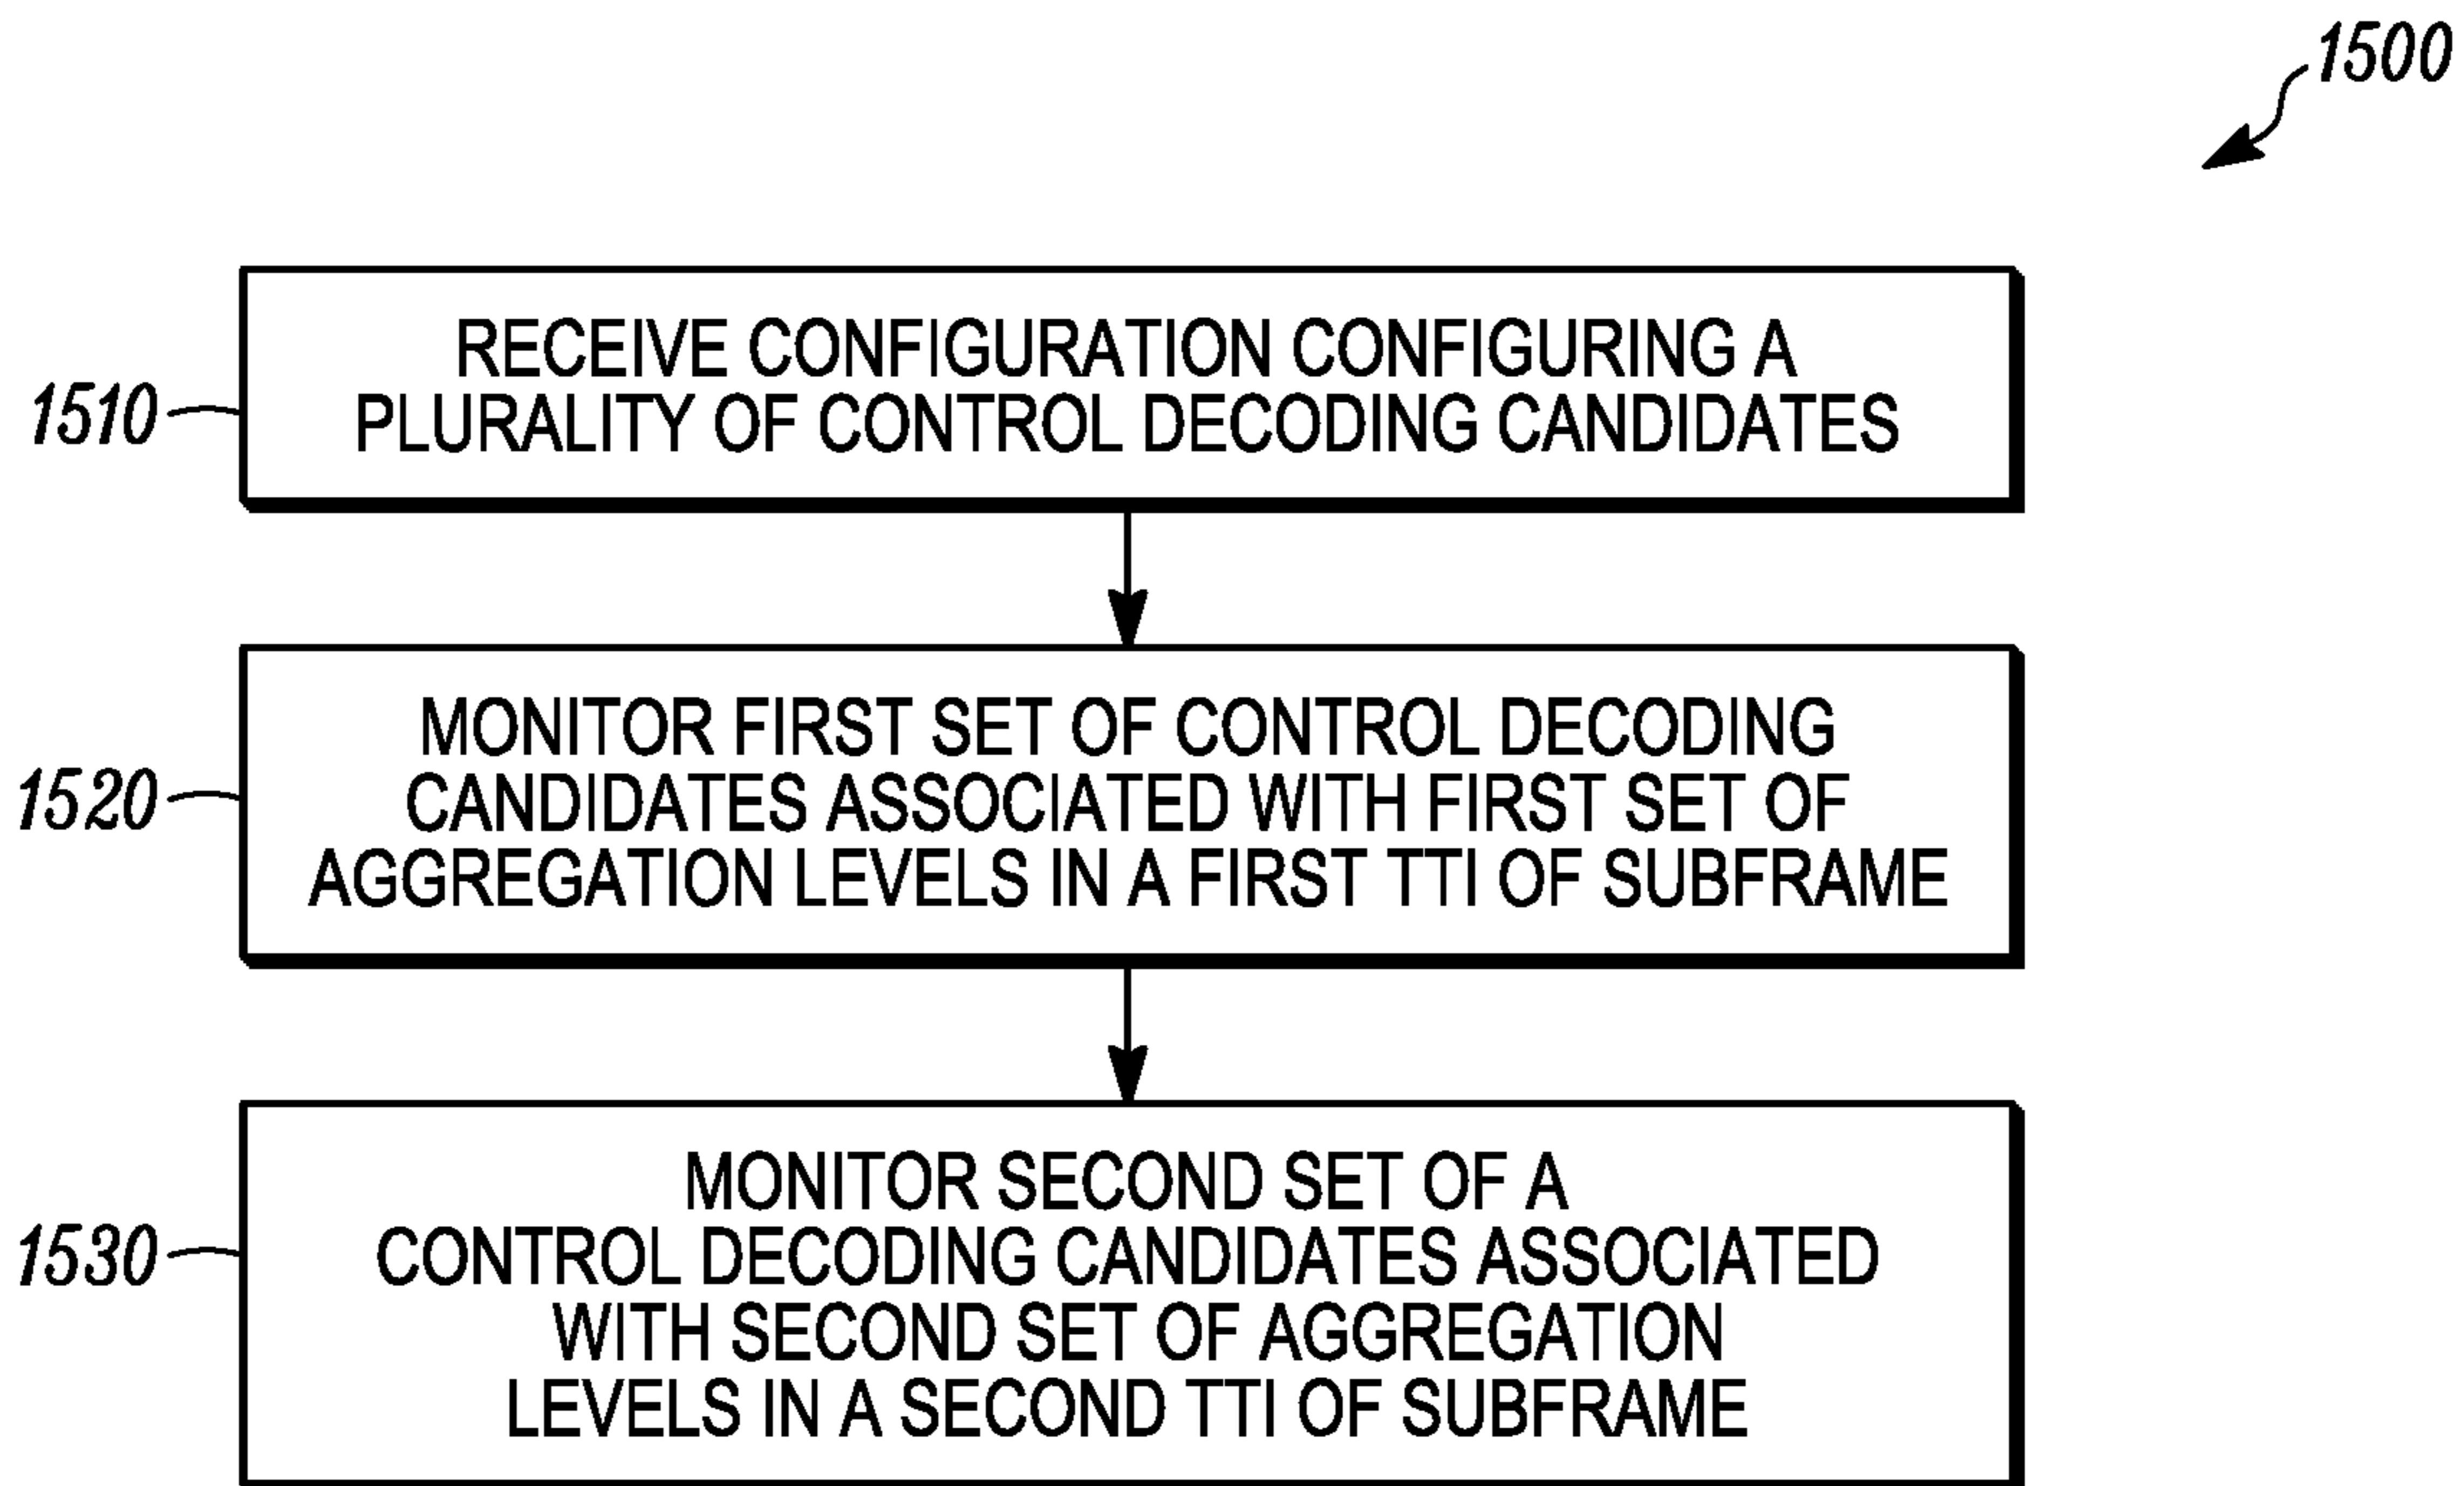 1500
RECEIVE CONFIGURATION CONFIGURING A
1510
PLURALITY OF CONTROL DECODING CANDIDATES
MONITOR FIRST SET OF CONTROL DECODING
1520
CANDIDATES ASSOCIATED WITH FIRST SET OF
AGGREGATION LEVELS IN A FIRST TTI OF SUBFRAME
MONITOR SECOND SET OF A
1530
CONTROL DECODING CANDIDATES ASSOCIATED
WITH SECOND SET OF AGGREGATION
LEVELS IN A SECOND TTI OF SUBFRAME